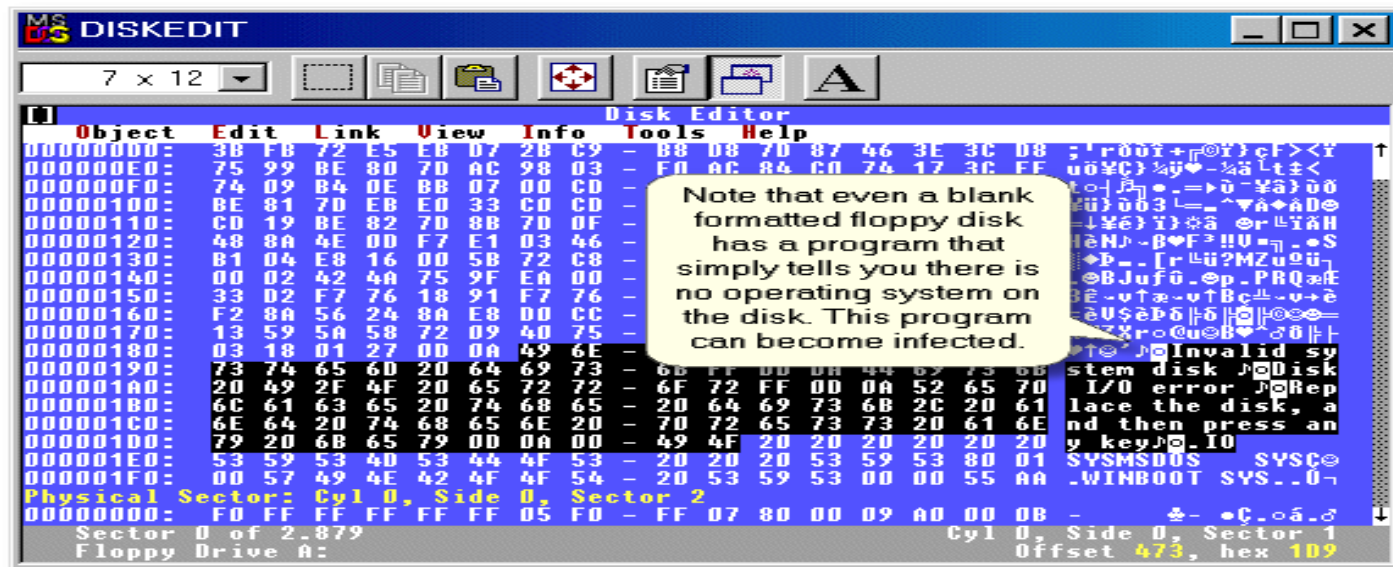 MS DOS DISKEDIT
7 x 12
A
Disk Editor
Object Edit Link View Info Tools Help
3B FB 72 E5 EB D7 2B C9 - B8 D8 7D 87 46 3E 3C D8
000000E0: 75 99 BE 80 7D AC 98 03 - F0 AC 84 C0 74 17 3C FF
000000F0: 74 09 B4 0E BB 07 00 CD -
00000100: BE 81 7D EB E0 33 C0 CD -
00000110: CD 19 BE 82 7D 8B 7D 0F -
00000120: 48 8A 4E 0D F7 E1 03 46 -
00000130: B1 04 E8 16 00 5B 72 C8 -
00000140: 00 02 42 4A 75 9F EA 00 -
00000150: 33 D2 F7 76 18 91 F7 76 -
00000160: F2 8A 56 24 8A E8 D0 CC -
00000170: 13 59 5A 58 72 09 40 75 -
00000180: 03 18 01 27 0D 0A 49 6E - Invalid sy
00000190: 73 74 65 6D 20 64 69 73 - 6B FF 0D 0A 44 69 73 6B stem disk Disk
000001A0: 20 49 2F 4F 20 65 72 72 - 6F 72 FF 0D 0A 52 65 70 I/O error Rep
000001B0: 6C 61 63 65 20 74 68 65 - 20 64 69 73 6B 2C 20 61 lace the disk, a
000001C0: 6E 64 20 74 68 65 6E 20 - 70 72 65 73 73 20 61 6E nd then press an
000001D0: 79 20 6B 65 79 0D 0A 00 - 49 4F 20 20 20 20 20 20 y key .IO
000001E0: 53 59 53 4D 53 44 4F 53 - 20 20 20 53 59 53 80 01 SYSMSDOS SYSÇ☺
000001F0: 00 57 49 4E 42 4F 4F 54 - 20 53 59 53 00 00 55 AA .WINBOOT SYS..U¬
Physical Sector: Cyl 0, Side 0, Sector 2
00000000: F0 FF FF FF FF FF 05 F0 - FF 07 80 00 09 A0 00 0B
Sector 0 of 2.879 Cyl 0, Side 0, Sector 1
Floppy Drive A: Offset 473, hex 1D9
Note that even a blank
formatted floppy disk
has a program that
simply tells you there is
no operating system on
the disk. This program
can become infected.